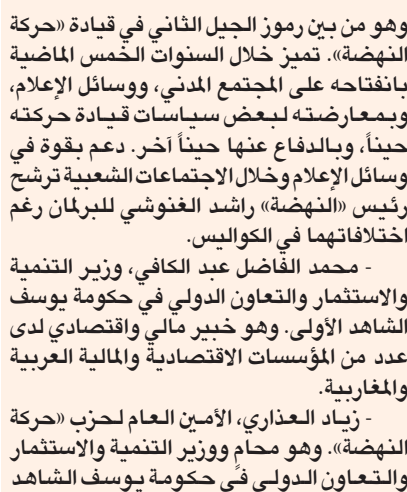 وهو من بين رموز الجيل الثاني في قيادة «حركة
النهضة». تميز خلال السنوات الخمس الماضية
بانفتاحه على المجتمع المدني، ووسائل الإعلام،
وبمعارضته لبعض سياسات قيادة حركته
حيناً، وبالدفاع عنها حيناً آخر. دعم بقوة في
وسائل الإعلام وخلال الاجتماعات الشعبية ترشح
رئيس «النهضة» راشد الغنوشي للبرلمان رغم
اختلافاتهما في الكواليس.
- محمد الفاضل عبد الكافي، وزير التنمية
والاستثمار والتعاون الدولي في حكومة يوسف
الشاهد الأولى. وهو خبير مالي واقتصادي لدى
عدد من المؤسسات الاقتصادية والمالية العربية
والمغاربية.
- زياد العذاري، الأمين العام لحزب «حركة
النهضة». وهو محامٍ ووزير التنمية والاستثمار
والتعاون الدولي في حكومة يوسف الشاهد